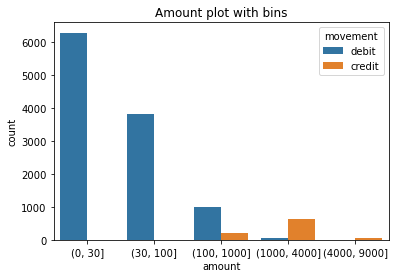 Amount plot with bins
movement
debit
credit
6000
5000
4000
3000
2000
1000
0
count
(0, 30] (30, 100] (100, 1000] (1000, 4000] (4000, 9000]
amount